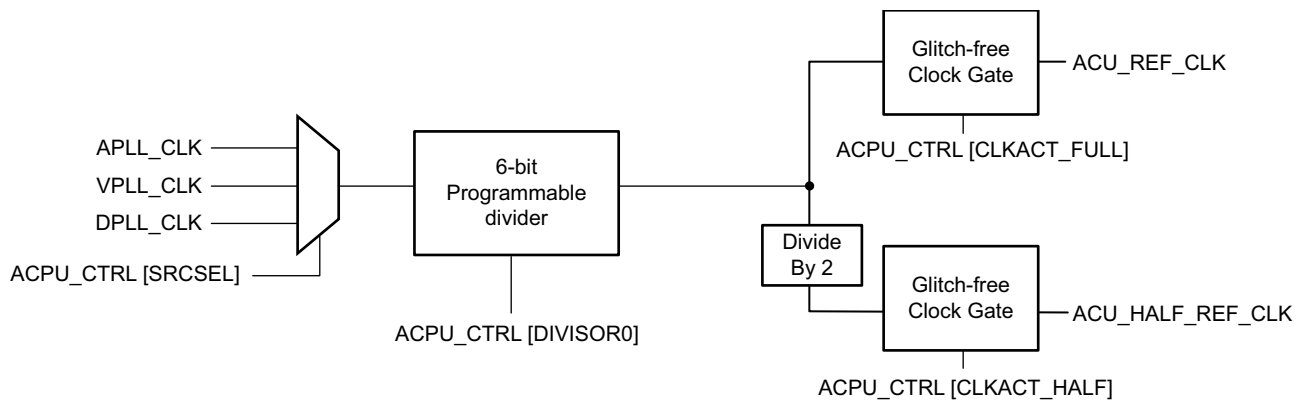 Glitch-free
Clock Gate
ACU_REF_CLK
ACPU_CTRL [CLKACT_FULL]
APLL_CLK
VPLL_CLK
DPLL_CLK
ACPU_CTRL [SRCSEL]
6-bit
Programmable
divider
ACPU_CTRL [DIVISOR0]
Divide
By 2
Glitch-free
Clock Gate
ACU_HALF_REF_CLK
ACPU_CTRL [CLKACT_HALF]